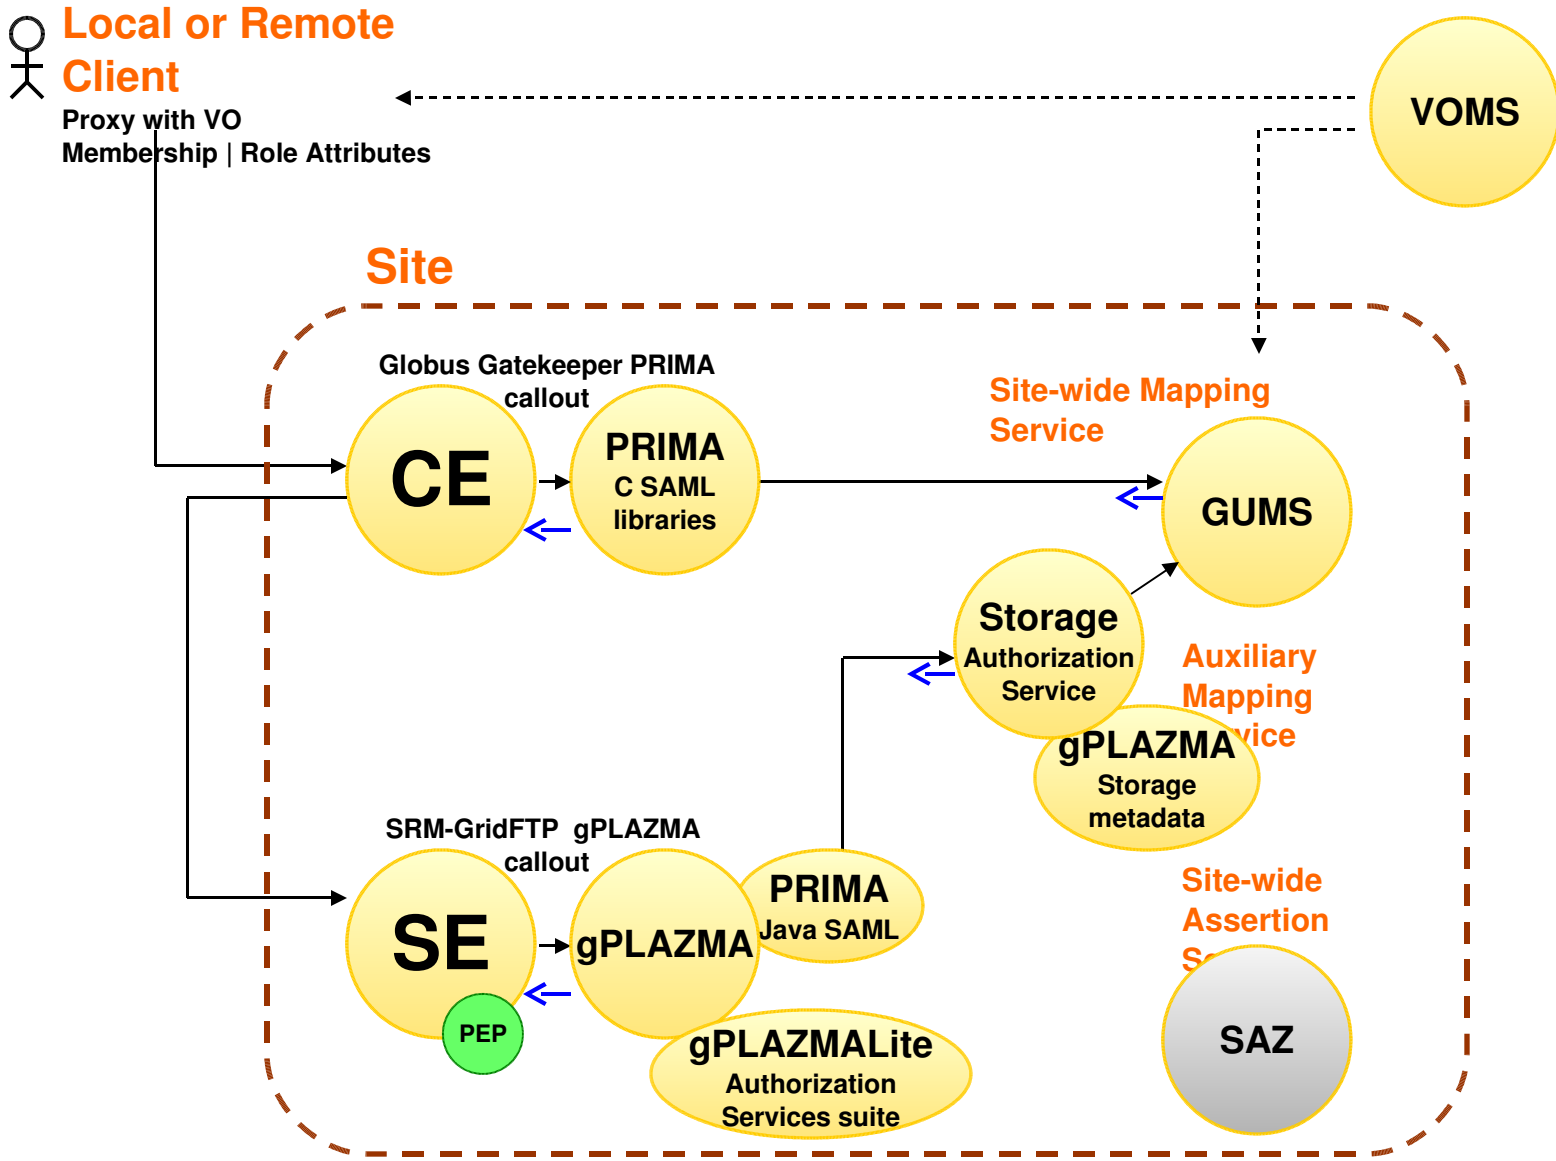 Local or Remote
Client
Proxy with VO
Membership | Role Attributes
VOMS
Site
Globus Gatekeeper PRIMA
callout
CE
PRIMA
C SAML
libraries
Site-wide Mapping
Service
GUMS
Storage
Authorization
Service
Auxiliary
Mapping
gPLAZMA
Storage
metadata
SRM-GridFTP gPLAZMA
callout
SE
PEP
gPLAZMA
PRIMA
Java SAML
gPLAZMALite
Authorization
Services suite
Site-wide
Assertion
SAZ